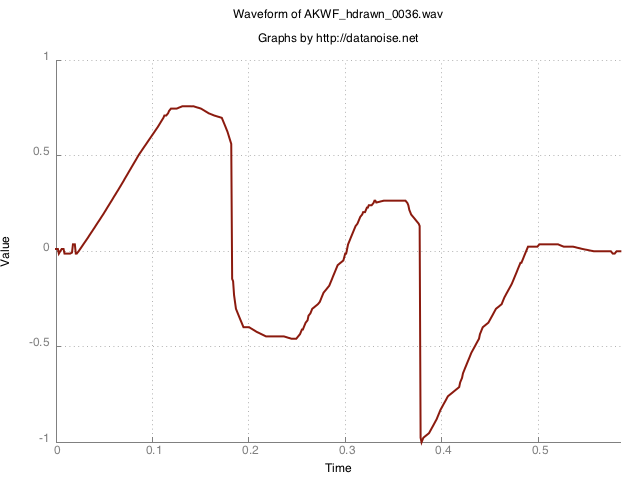 Waveform of AKWF_hdrawn_0036.wav
Graphs by http://datanoise.net
1
0.5
0
-0.5
-1
Value
0 0.1 0.2 0.3 0.4 0.5
Time